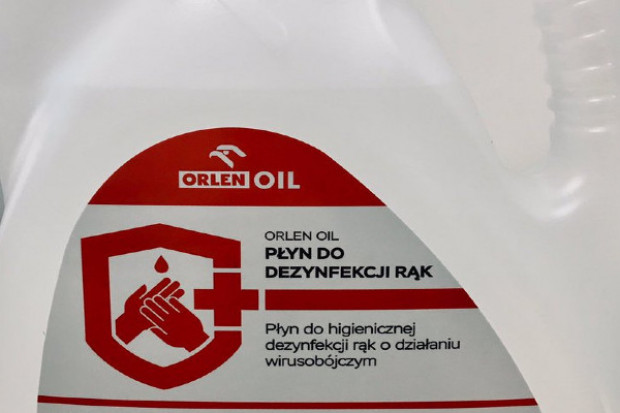 ORLEN OIL
ORLEN OIL
PŁYN DO
DEZYNFEKCJI RĄK
Płyn do higienicznej
dezynfekcji rąk o działaniu
wirusobójczym